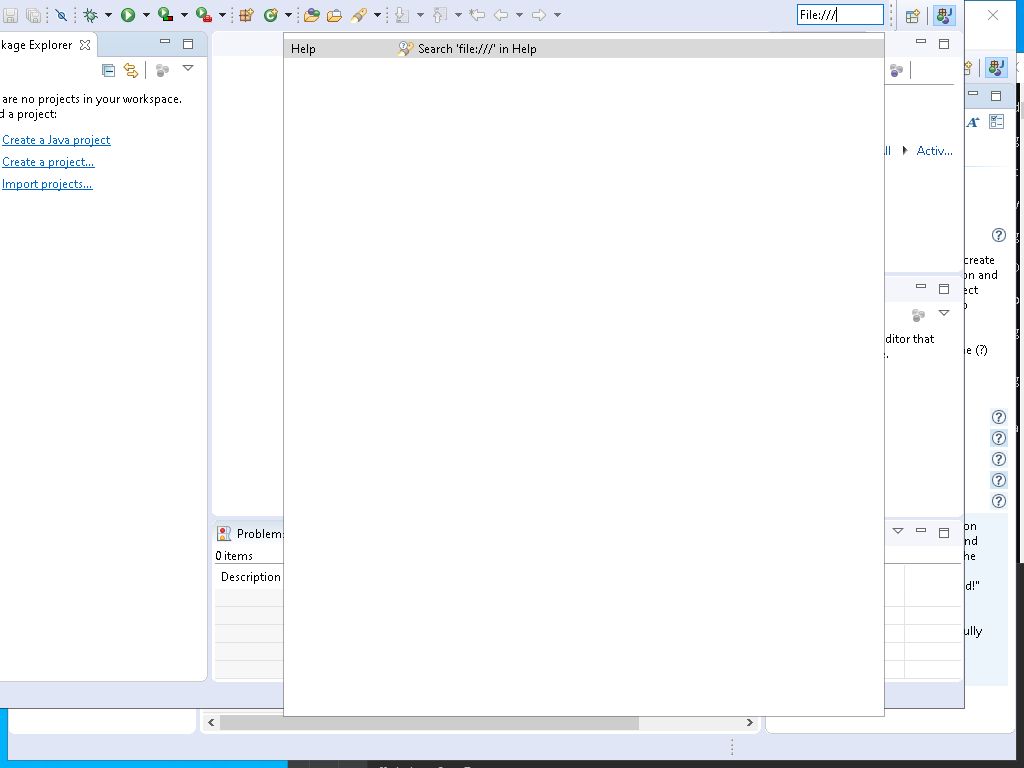 File:///
kage Explorer
Help Search 'file:///' in Help
are no projects in your workspace.
d a project:
Create a Java project
Create a project...
Import projects...
ll Activ...
create
on and
ect
ditor that
e (?)
Problem
0 items
Description
on
nd
he
d!"
ully